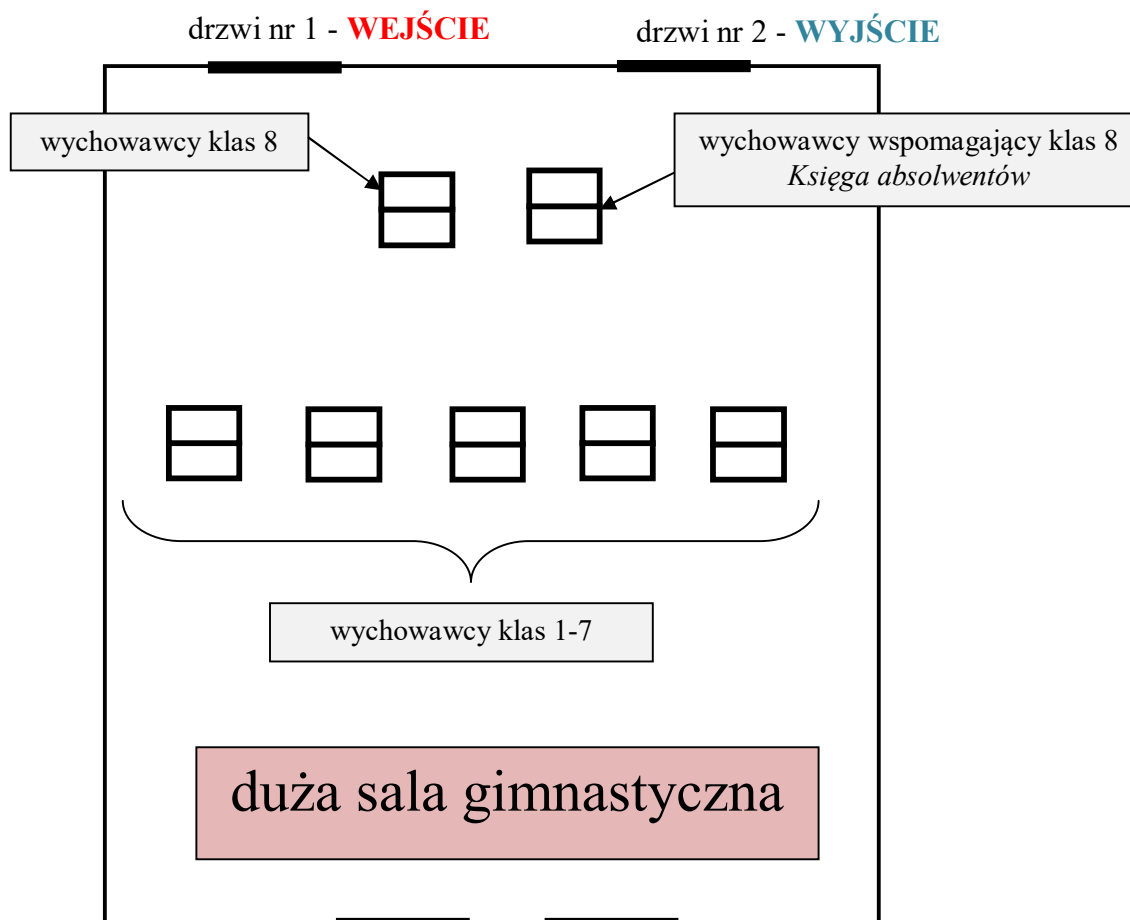 drzwi nr 1 - WEJŚCIE
drzwi nr 2 - WYJŚCIE
wychowawcy klas 8
wychowawcy wspomagający klas 8
Księga absolwentów
wychowawcy klas 1-7
duża sala gimnastyczna